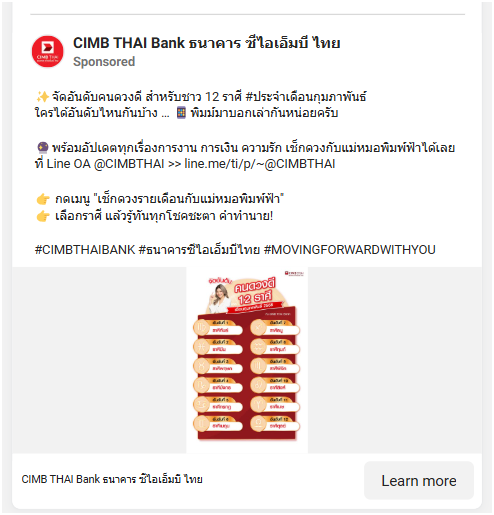 CIMB THAI Bank ธนาคาร ซีไอเอ็มบี ไทย
Sponsored
✨จัดอันดับคนดวงดี สำหรับชาว 12 ราศี #ประจำเดือนกุมภาพันธ์
ใครได้อันดับไหนกันบ้าง ... 📱 พิมพ์มาบอกเล่ากันหน่อยครับ
🔮พร้อมอัปเดตทุกเรื่องการงาน การเงิน ความรัก เช็กดวงกับแม่หมอพิมพ์ฟ้าได้เลย
ที่ Line OA @CIMBTHAI >> line.me/ti/p/~@CIMBTHAI
👉 กดเมนู "เช็กดวงรายเดือนกับแม่หมอพิมพ์ฟ้า"
👉 เลือกราศี แล้วรู้ทันทุกโชคชะตา คำทำนาย!
#CIMBTHAIBANK #ธนาคารซีไอเอ็มบีไทย #MOVINGFORWARDWITHYOU
จัดอันดับ
คนดวงดี
12 ราศี
CIMB THAI Bank ธนาคาร ซีไอเอ็มบี ไทย
Learn more